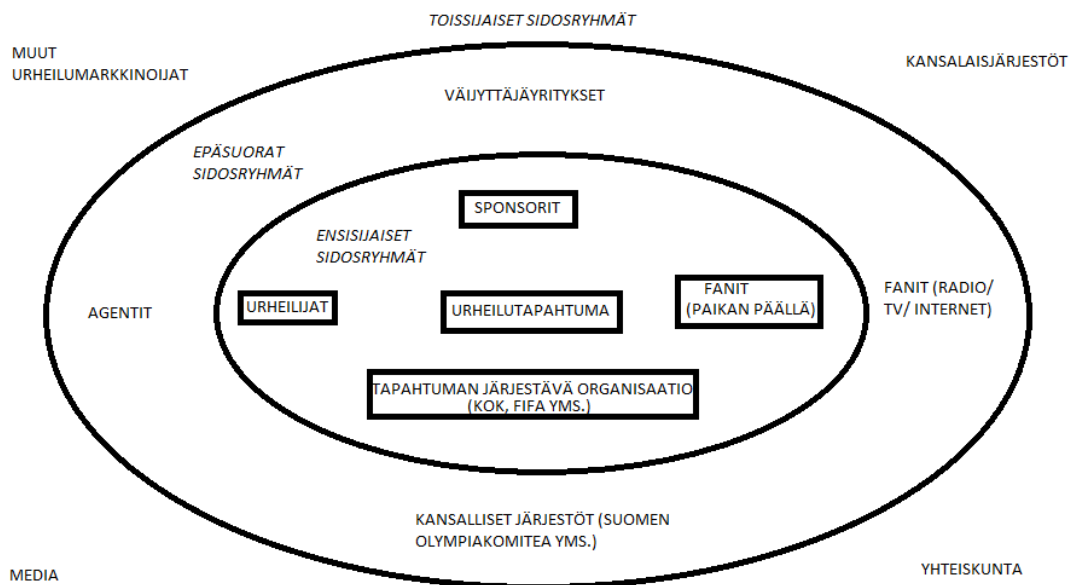 TOISSIJAISET SIDOSRYHMÄT
MUUT
URHEILUMARKKINOIJAT
KANSALAISJÄRJESTÖT
VÄIJYTTÄJÄYRITYKSET
EPÄSUORAT
SIDOSRYHMÄT
SPONSORIT
ENSISIJAISET
SIDOSRYHMÄT
AGENTIT
URHEILIJAT
URHEILUTAPAHTUMA
FANIT
(PAIKAN PÄÄLLÄ)
FANIT (RADIO/
TV/ INTERNET)
TAPAHTUMAN JÄRJESTÄVÄ ORGANISAATIO
(KOK, FIFA YMS.)
KANSALLISET JÄRJESTÖT (SUOMEN
OLYMPIAKOMITEA YMS.)
MEDIA
YHTEISKUNTA